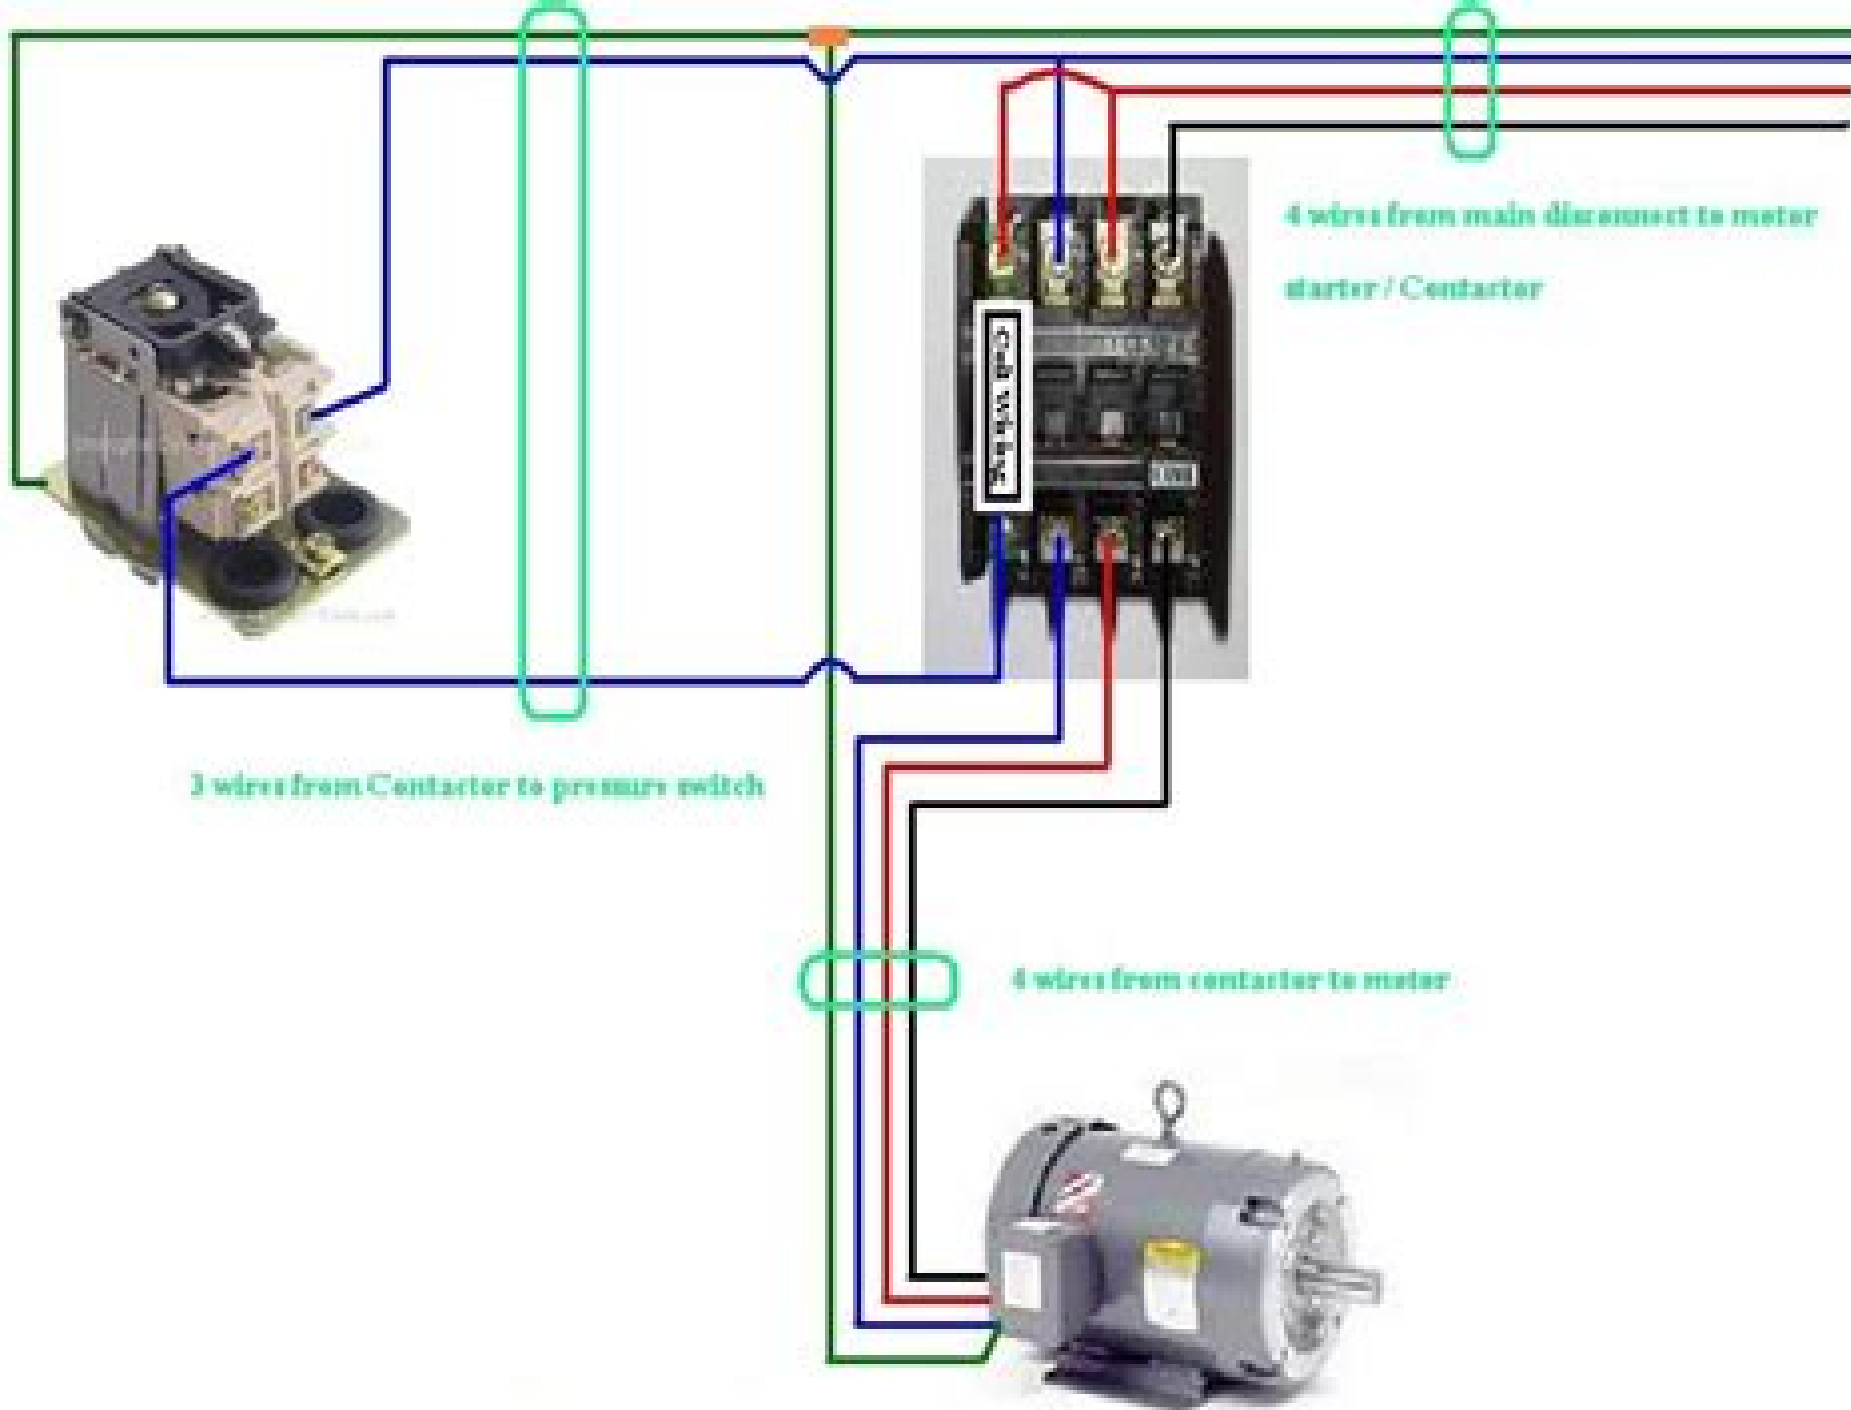 4 wires from main disconnect to motor
starter / Contactor
Coil Wiring
3 wires from Contactor to pressure switch
4 wires from contactor to motor